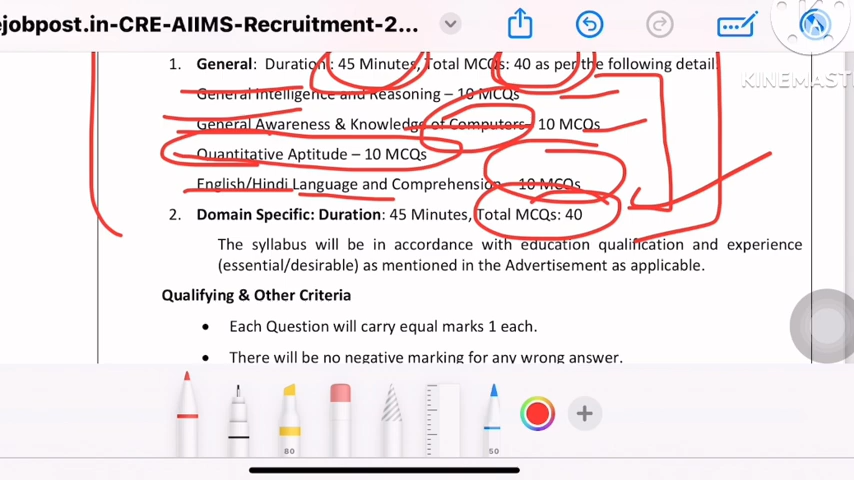 ejobpost.in-CRE-AIIMS-Recruitment-2...
KINEMAST
1. General: Duration: 45 Minutes, Total MCQs: 40 as per the following detail.
General Intelligence and Reasoning – 10 MCQs
General Awareness & Knowledge of Computers- 10 MCQs
Quantitative Aptitude – 10 MCQs
English/Hindi Language and Comprehension- 10 MCQs
2. Domain Specific: Duration: 45 Minutes, Total MCQs: 40
The syllabus will be in accordance with education qualification and experience
(essential/desirable) as mentioned in the Advertisement as applicable.
Qualifying & Other Criteria
• Each Question will carry equal marks 1 each.
• There will be no negative marking for any wrong answer.
80
50